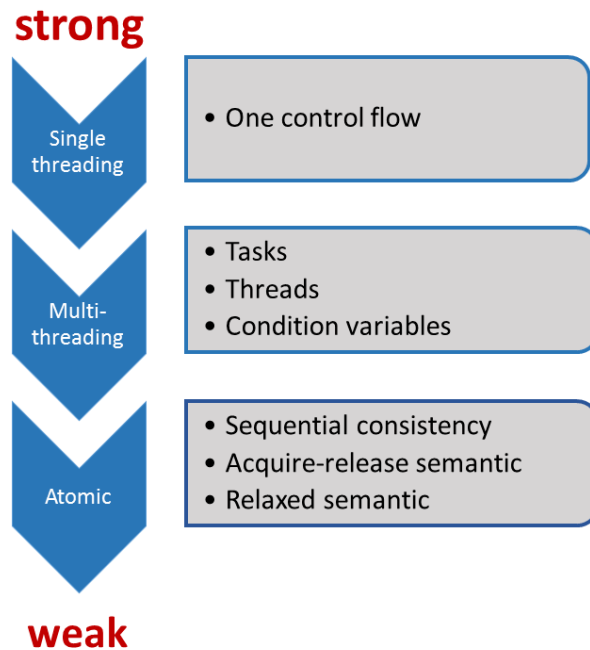 strong
Single
threading
• One control flow
Multi-
threading
• Tasks
• Threads
• Condition variables
Atomic
• Sequential consistency
• Acquire-release semantic
• Relaxed semantic
weak